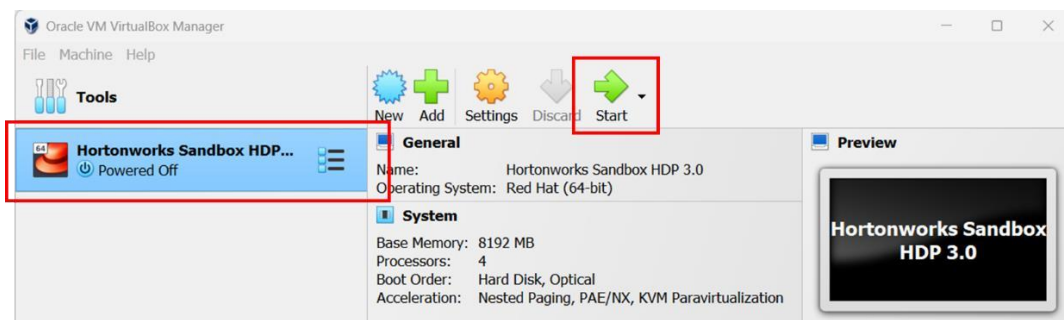 Oracle VM VirtualBox Manager
File Machine Help
Tools
New Add Settings Discard Start
64
Hortonworks Sandbox HDP...
Powered Off
General
Name: Hortonworks Sandbox HDP 3.0
Operating System: Red Hat (64-bit)
System
Base Memory: 8192 MB
Processors: 4
Boot Order: Hard Disk, Optical
Acceleration: Nested Paging, PAE/NX, KVM Paravirtualization
Preview
Hortonworks Sandbox
HDP 3.0